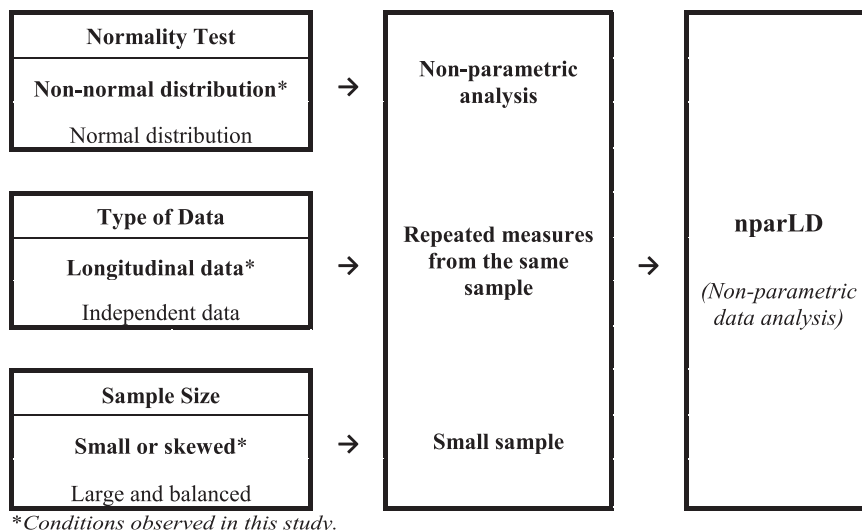 Normality Test
Non-normal distribution*
Normal distribution
→
Non-parametric
analysis
Type of Data
Longitudinal data*
Independent data
→
Repeated measures
from the same
sample
→
nparLD
(Non-parametric
data analysis)
Sample Size
Small or skewed*
Large and balanced
→
Small sample
*Conditions observed in this study.